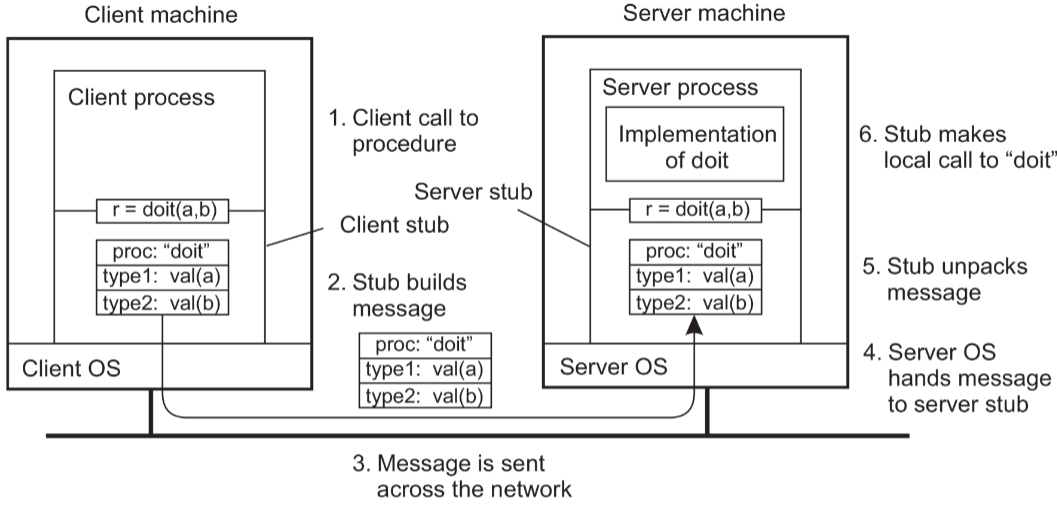 Client machine
Server machine
Client process
Server process
Implementation
of doit
1. Client call to
procedure
6. Stub makes
local call to “doit”
Server stub
r = doit(a,b)
r = doit(a,b)
Client stub
proc: “doit”
type1: val(a)
type2: val(b)
2. Stub builds
message
proc: “doit”
type1: val(a)
type2: val(b)
proc: “doit”
type1: val(a)
type2: val(b)
5. Stub unpacks
message
Client OS
Server OS
4. Server OS
hands message
to server stub
3. Message is sent
across the network